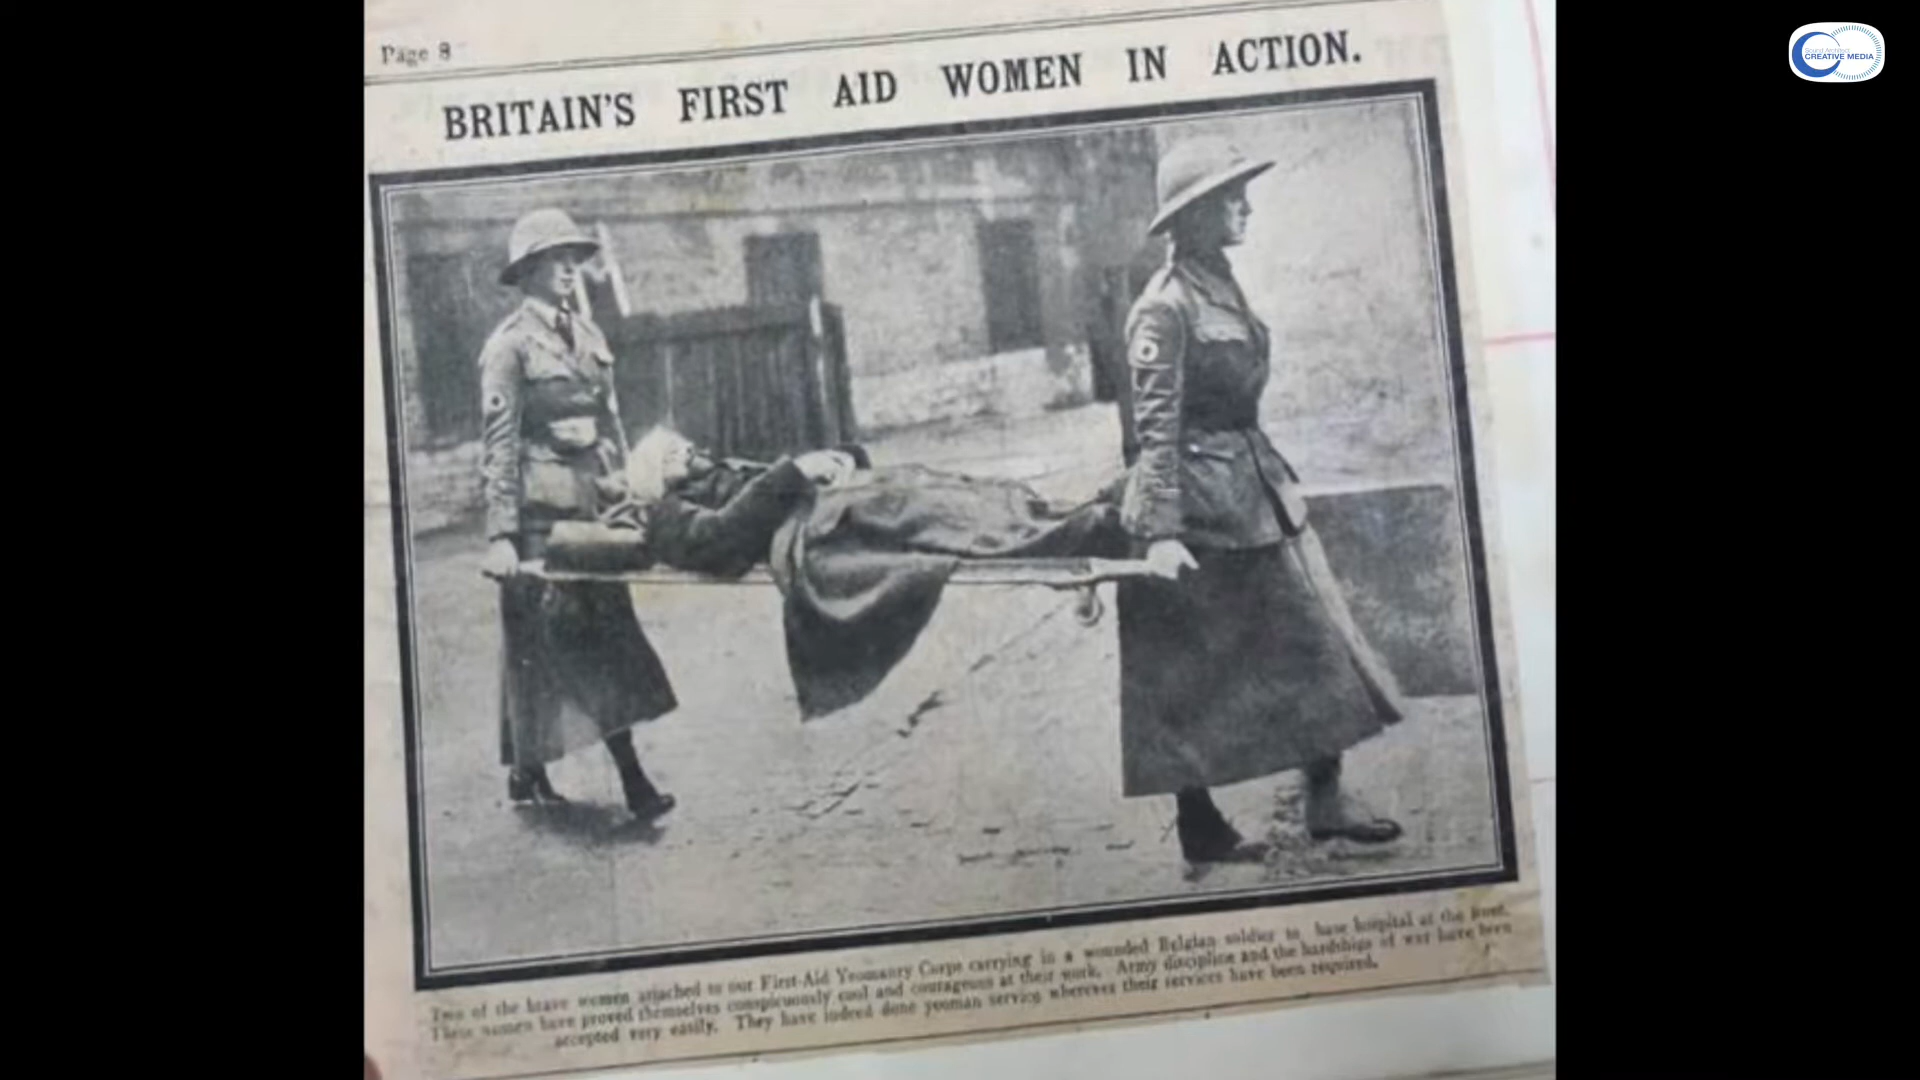 Page 8
BRITAIN'S FIRST AID WOMEN IN ACTION.
Two of the brave women attached to our First-Aid Yeomanry Corps carrying in a wounded Belgian soldier to base hospital at the front.
These women have proved themselves conspicuously cool and courageous at their work. Army discipline and the hardships of war have been
accepted very easily. They have indeed done yeoman service wherever their services have been required.
Sound Architect
CREATIVE MEDIA